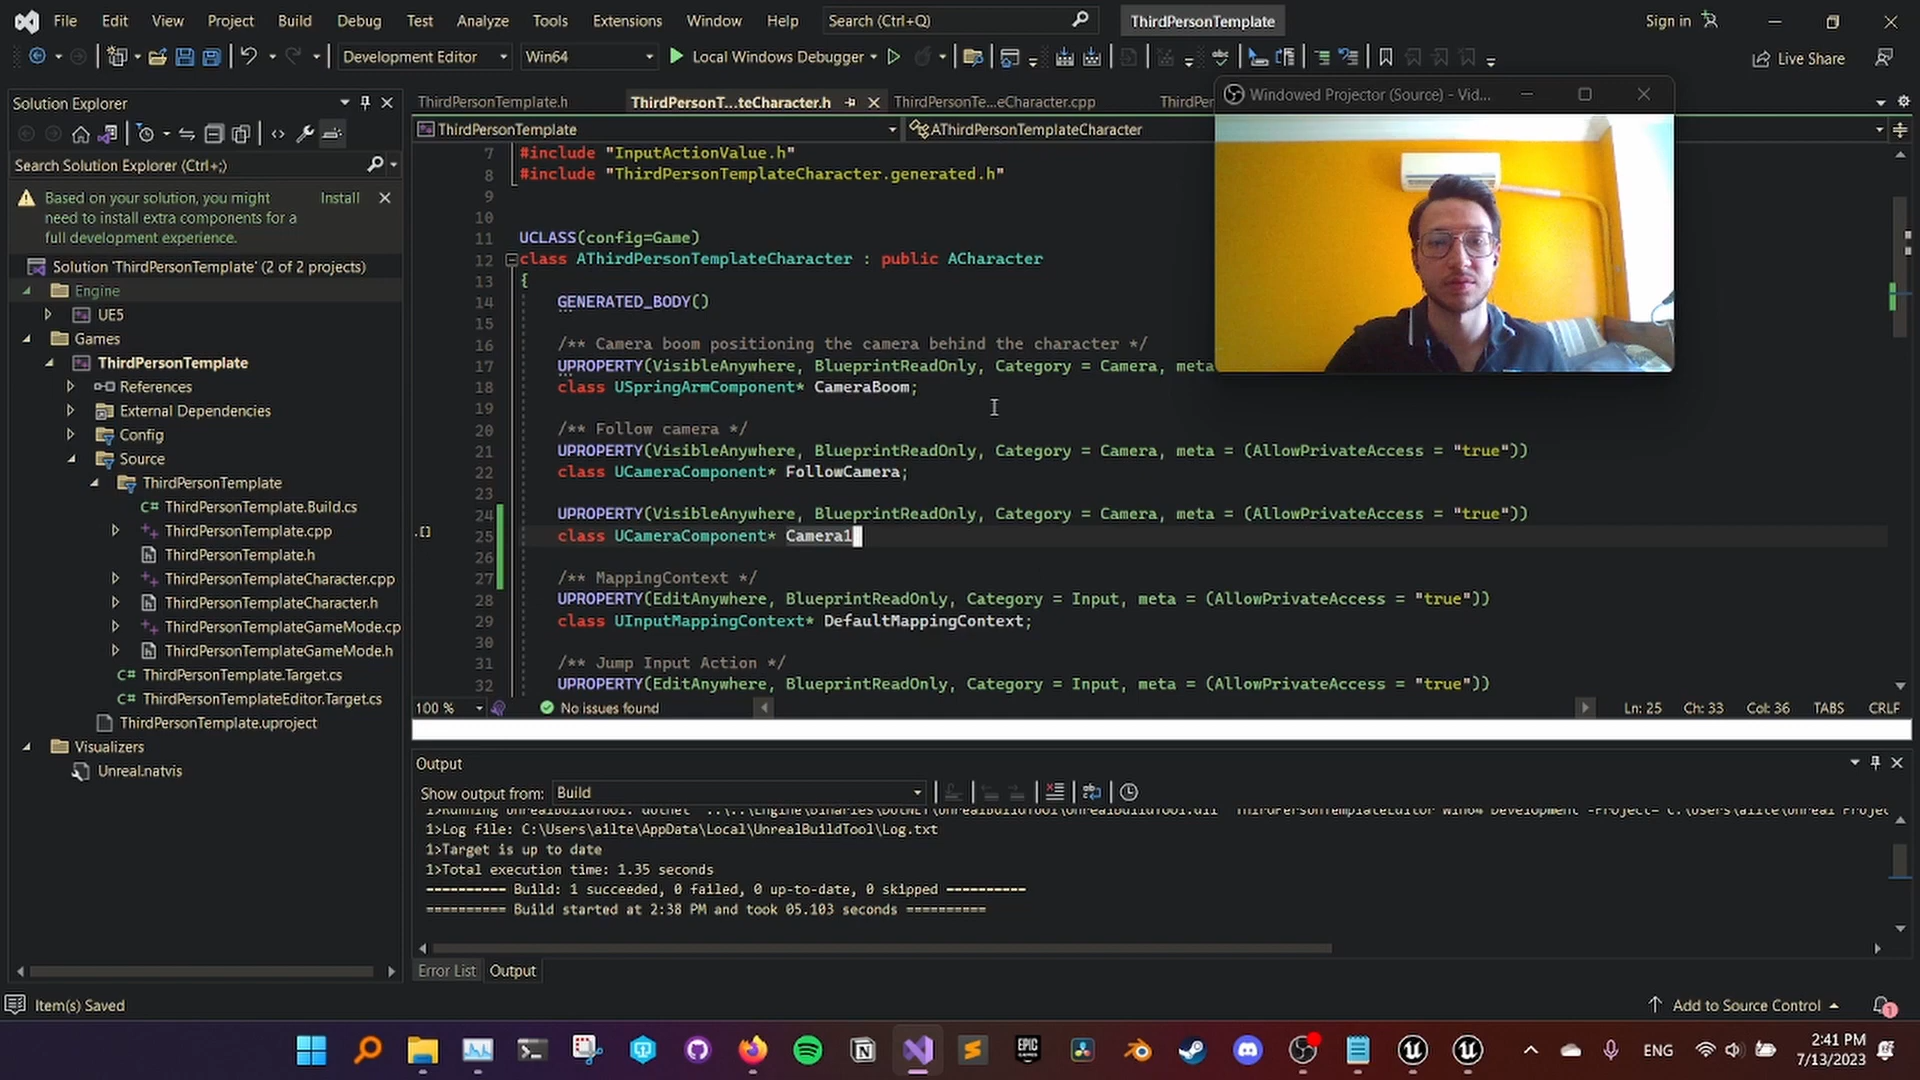 File Edit View Project Build Debug Test Analyze Tools Extensions Window Help Search (Ctrl+Q) ThirdPersonTemplate Sign in
Development Editor Win64 Local Windows Debugger Live Share
Solution Explorer
Search Solution Explorer (Ctrl+;)
Based on your solution, you might Install
need to install extra components for a
full development experience.
Solution 'ThirdPersonTemplate' (2 of 2 projects)
Engine
UE5
Games
ThirdPersonTemplate
References
External Dependencies
Config
Source
ThirdPersonTemplate
C# ThirdPersonTemplate.Build.cs
ThirdPersonTemplate.cpp
ThirdPersonTemplate.h
ThirdPersonTemplateCharacter.cpp
ThirdPersonTemplateCharacter.h
ThirdPersonTemplateGameMode.cp
ThirdPersonTemplateGameMode.h
C# ThirdPersonTemplate.Target.cs
C# ThirdPersonTemplateEditor.Target.cs
ThirdPersonTemplate.uproject
Visualizers
Unreal.natvis
ThirdPersonTemplate.h ThirdPersonT...teCharacter.h ThirdPersonTe...eCharacter.cpp ThirdPers
Windowed Projector (Source) - Vid...
ThirdPersonTemplate AThirdPersonTemplateCharacter
7 #include "InputActionValue.h"
8 #include "ThirdPersonTemplateCharacter.generated.h"
9
10
11 UCLASS(config=Game)
12 class AThirdPersonTemplateCharacter : public ACharacter
13 {
14 GENERATED_BODY()
15
16 /** Camera boom positioning the camera behind the character */
17 UPROPERTY(VisibleAnywhere, BlueprintReadOnly, Category = Camera, meta
18 class USpringArmComponent* CameraBoom;
19
20 /** Follow camera */
21 UPROPERTY(VisibleAnywhere, BlueprintReadOnly, Category = Camera, meta = (AllowPrivateAccess = "true"))
22 class UCameraComponent* FollowCamera;
23
24 UPROPERTY(VisibleAnywhere, BlueprintReadOnly, Category = Camera, meta = (AllowPrivateAccess = "true"))
25 class UCameraComponent* Camera1
26
27 /** MappingContext */
28 UPROPERTY(EditAnywhere, BlueprintReadOnly, Category = Input, meta = (AllowPrivateAccess = "true"))
29 class UInputMappingContext* DefaultMappingContext;
30
31 /** Jump Input Action */
32 UPROPERTY(EditAnywhere, BlueprintReadOnly, Category = Input, meta = (AllowPrivateAccess = "true"))
100 % No issues found Ln: 25 Ch: 33 Col: 36 TABS CRLF
Output
Show output from: Build
1>Log file: C:\Users\ailte\AppData\Local\UnrealBuildTool\Log.txt
1>Target is up to date
1>Total execution time: 1.35 seconds
========== Build: 1 succeeded, 0 failed, 0 up-to-date, 0 skipped ==========
========== Build started at 2:38 PM and took 05.103 seconds ==========
Error List Output
Item(s) Saved Add to Source Control 1
EPIC GAMES ENG 2:41 PM
7/13/2023